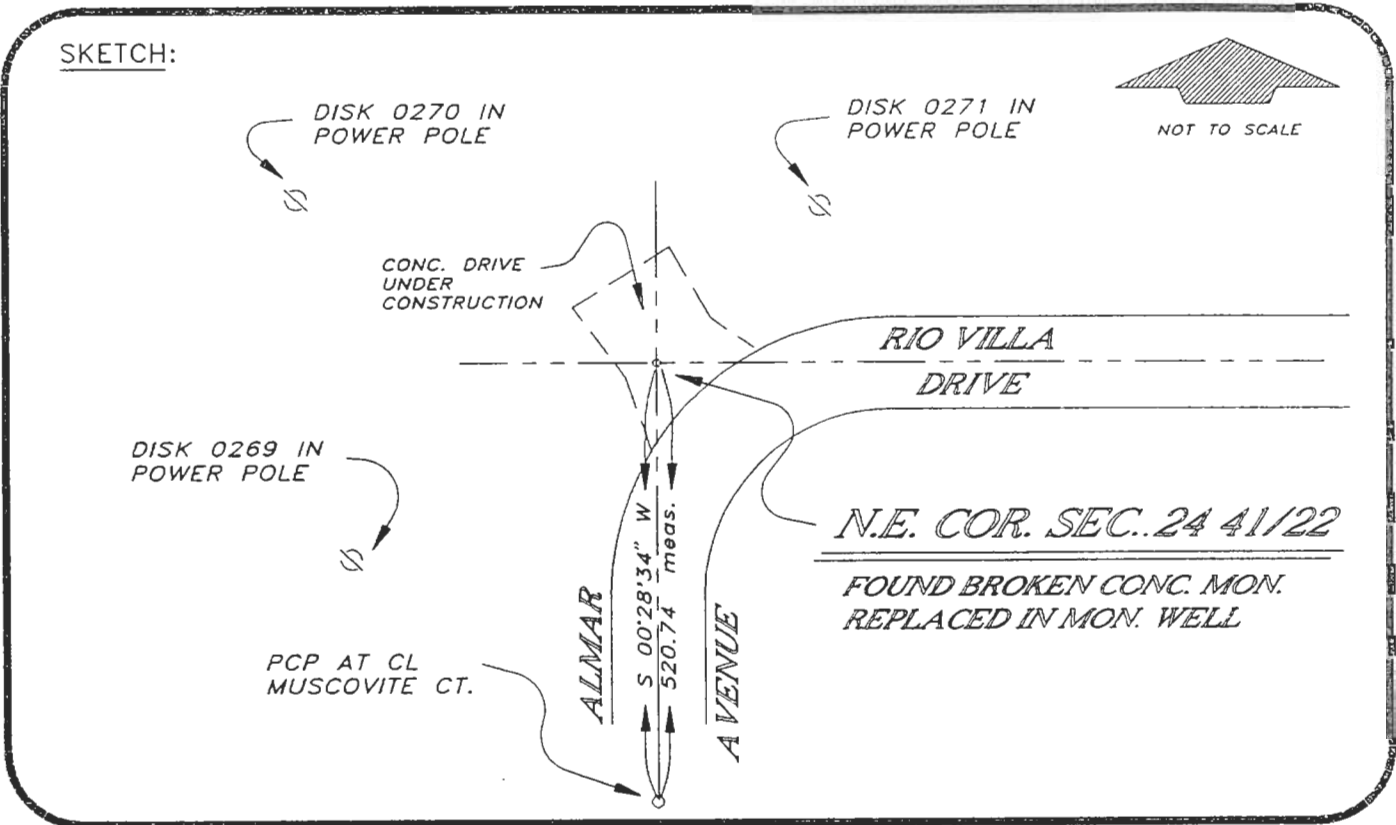 SKETCH:
DISK 0270 IN
POWER POLE
DISK 0271 IN
POWER POLE
NOT TO SCALE
CONC. DRIVE
UNDER
CONSTRUCTION
RIO VILLA
DRIVE
DISK 0269 IN
POWER POLE
N.E. COR. SEC..24 41/22
FOUND BROKEN CONC. MON.
REPLACED IN MON. WELL
S 00°28'34" W
520.74 meas.
ALMAR
AVENUE
PCP AT CL
MUSCOVITE CT.